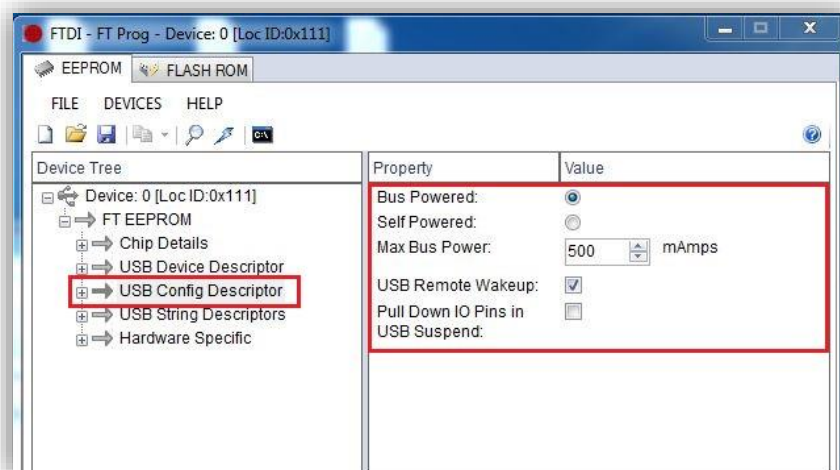 FTDI - FT Prog - Device: 0 [Loc ID:0x111]
EEPROM FLASH ROM
FILE DEVICES HELP
C:\
Device Tree
Property Value
Device: 0 [Loc ID:0x111]
FT EEPROM
Chip Details
USB Device Descriptor
USB Config Descriptor
USB String Descriptors
Hardware Specific
Bus Powered:
Self Powered:
Max Bus Power: 500 mAmps
USB Remote Wakeup:
Pull Down IO Pins in
USB Suspend: